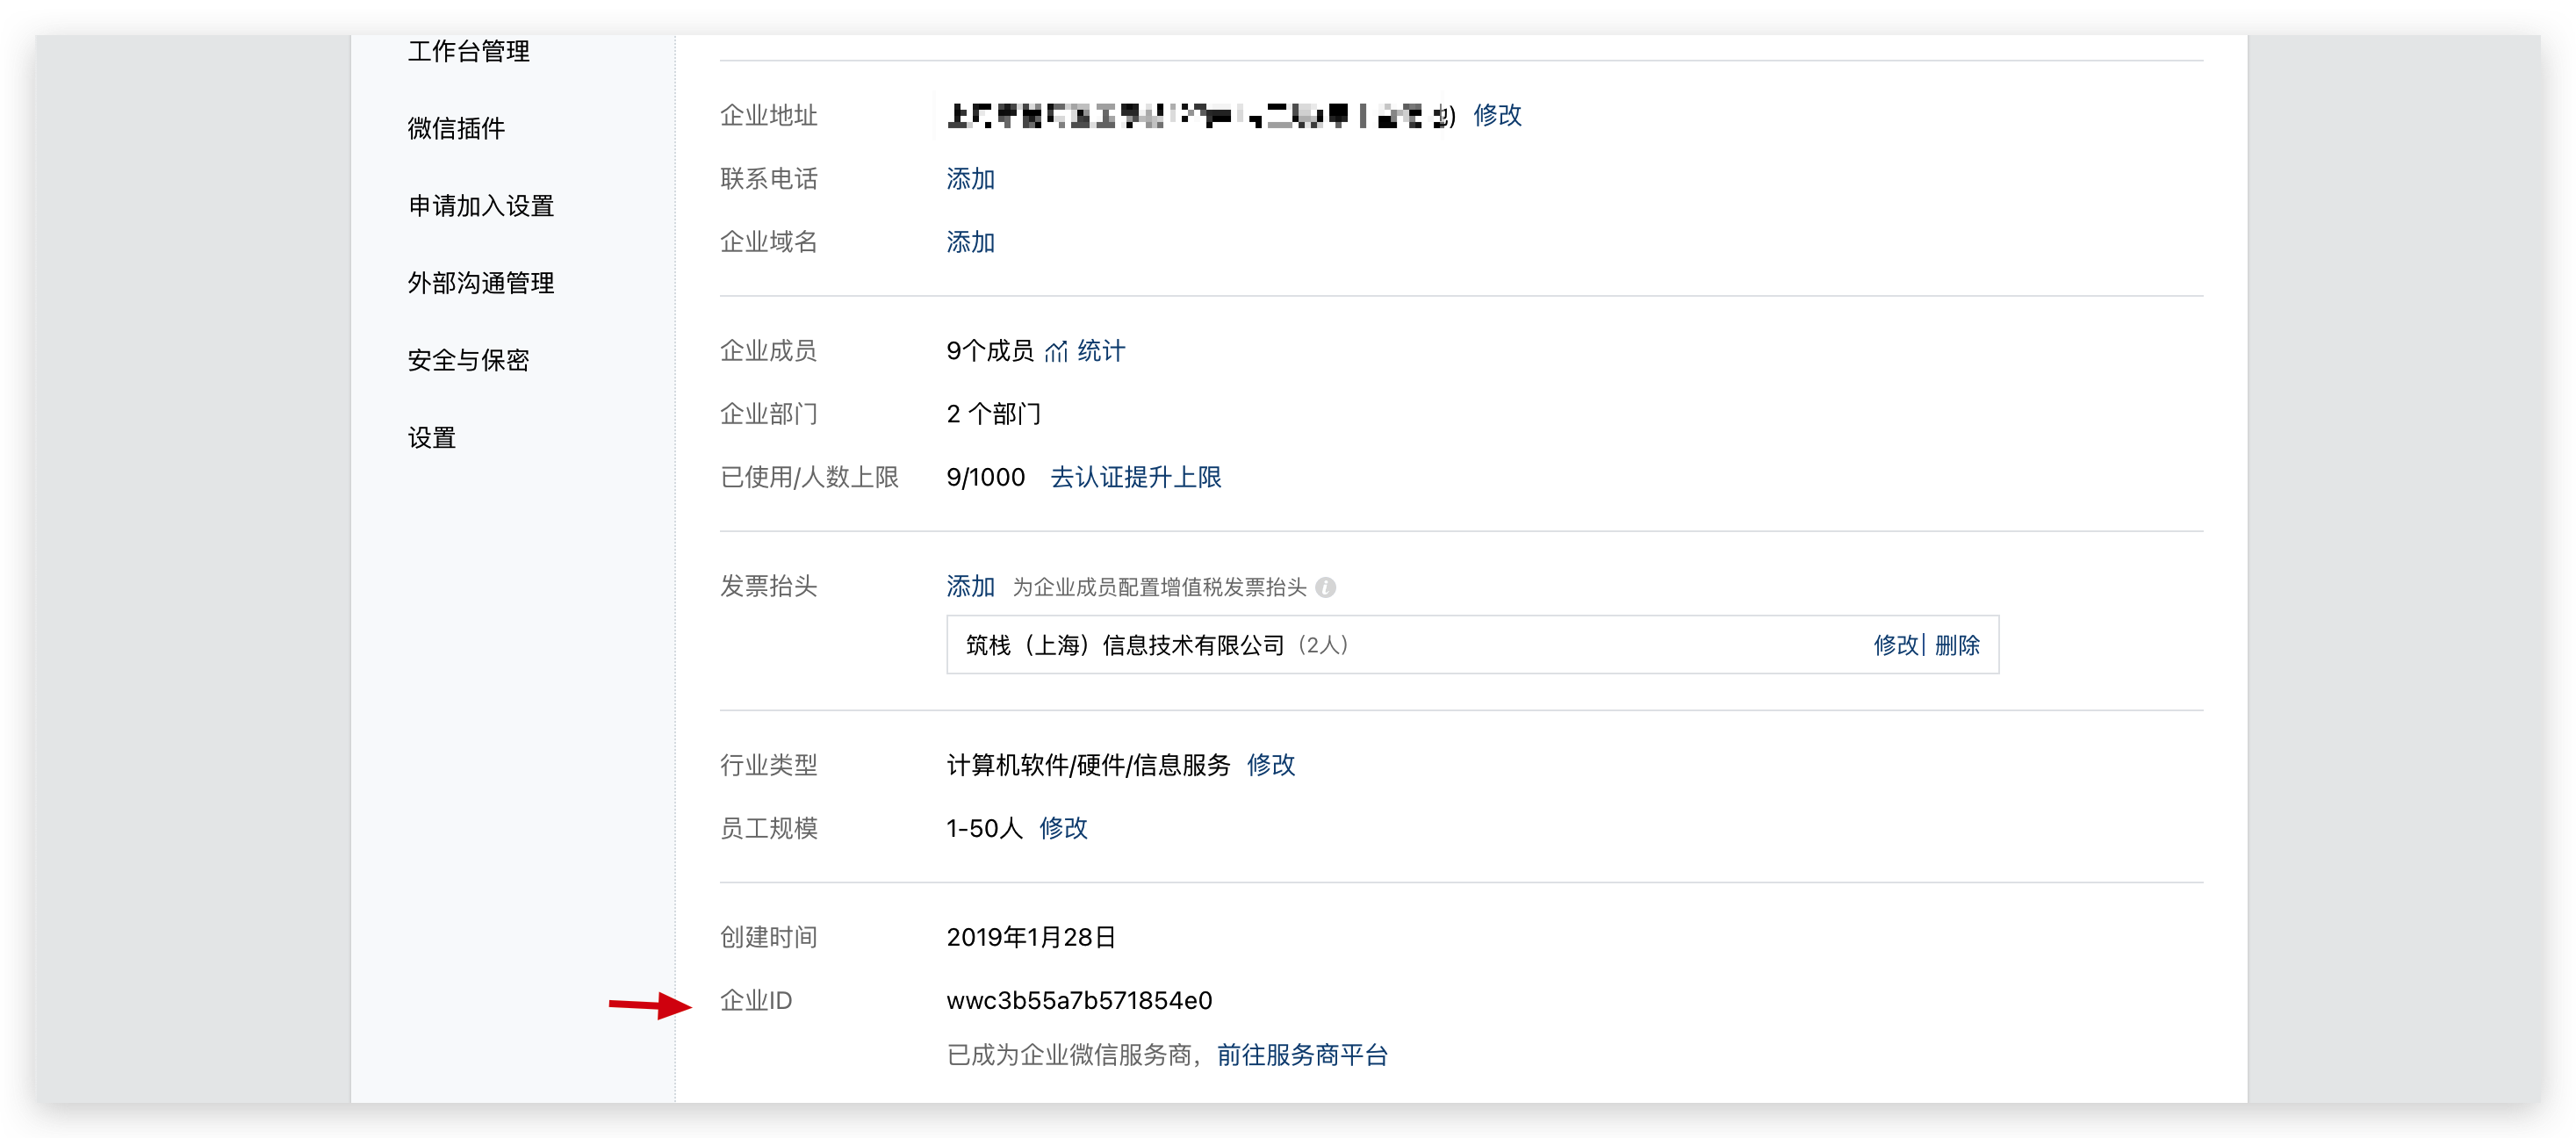 工作台管理
微信插件
申请加入设置
外部沟通管理
安全与保密
设置
企业地址 ) 修改
联系电话 添加
企业域名 添加
企业成员 9个成员 统计
企业部门 2 个部门
已使用/人数上限 9/1000 去认证提升上限
发票抬头 添加 为企业成员配置增值税发票抬头 i
筑栈（上海）信息技术有限公司（2人） 修改| 删除
行业类型 计算机软件/硬件/信息服务 修改
员工规模 1-50人 修改
创建时间 2019年1月28日
企业ID wwc3b55a7b571854e0
已成为企业微信服务商，前往服务商平台